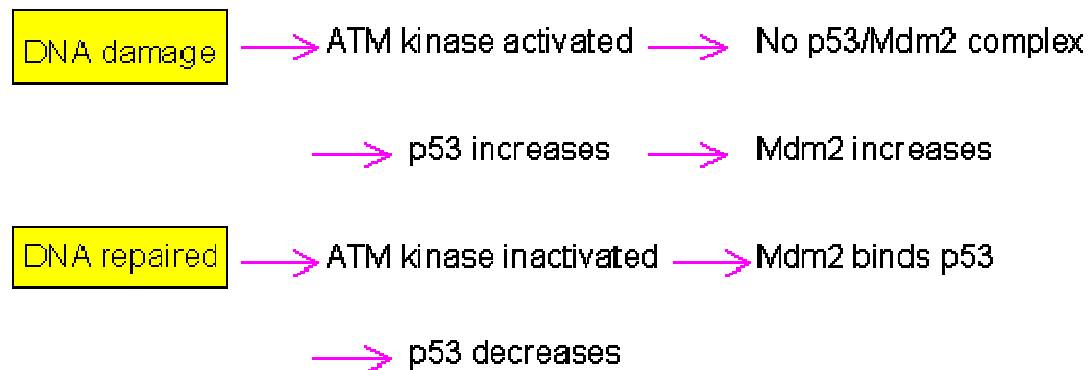 DNA damage ATM kinase activated No p53/Mdm2 complex
p53 increases Mdm2 increases
DNA repaired ATM kinase inactivated Mdm2 binds p53
p53 decreases